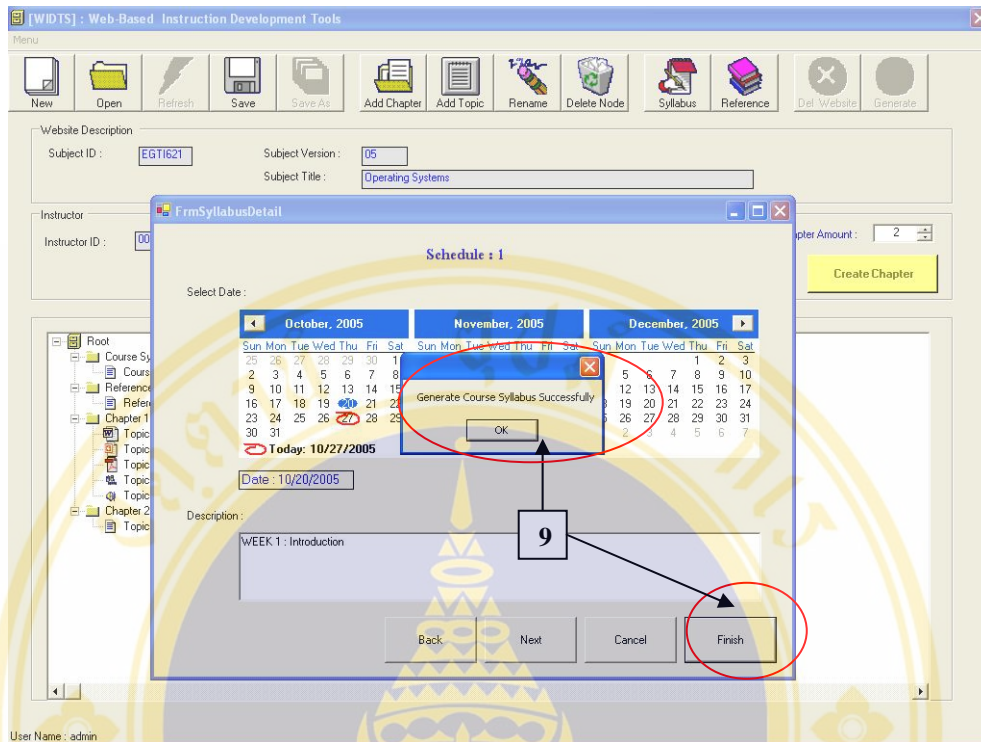 [WIDTS] : Web-Based Instruction Development Tools
Menu
New Open Refresh Save Save As Add Chapter Add Topic Rename Delete Node Syllabus Reference Del Website Generate
Website Description
Subject ID : EGTI621 Subject Version : 05
Subject Title : Operating Systems
Instructor
Instructor ID : 00
pter Amount : 2
Create Chapter
Root
Course Sy
Cours
Reference
Refere
Chapter 1
Topic
Topic
Topic
Topic
Topic
Chapter 2
Topic
FrmSyllabusDetail
Schedule : 1
Select Date :
October, 2005 November, 2005 December, 2005
Sun Mon Tue Wed Thu Fri Sat Sun Mon Tue Wed Thu Fri Sat Sun Mon Tue Wed Thu Fri Sat
25 26 27 28 29 30 1 1 2 3
2 3 4 5 6 7 8 5 6 7 8 9 10
9 10 11 12 13 14 15 12 13 14 15 16 17
16 17 18 19 20 21 22 19 20 21 22 23 24
23 24 25 26 27 28 29 26 27 28 29 30 31
30 31 2 3 4 5 6 7
Today: 10/27/2005
Generate Course Syllabus Successfully
OK
Date : 10/20/2005
9
Description :
WEEK 1 : Introduction
Back Next Cancel Finish
User Name : admin